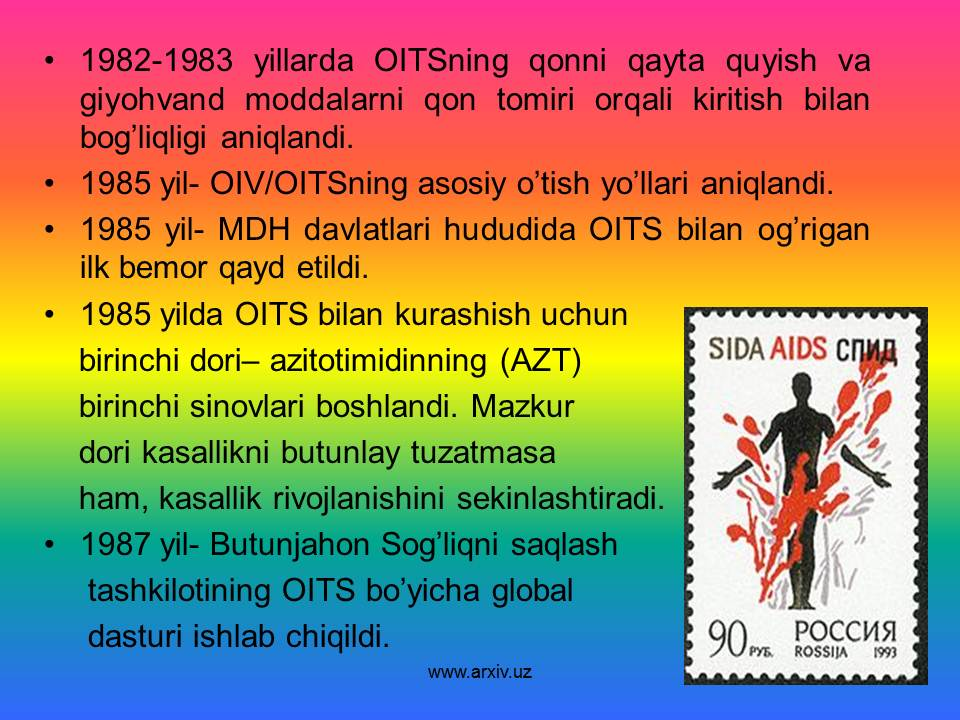 • 1982-1983 yillarda OITSning qonni qayta quyish va
giyohvand moddalarni qon tomiri orqali kiritish bilan
bog’liqligi aniqlandi.
• 1985 yil- OIV/OITSning asosiy o’tish yo’llari aniqlandi.
• 1985 yil- MDH davlatlari hududida OITS bilan og’rigan
ilk bemor qayd etildi.
• 1985 yilda OITS bilan kurashish uchun
birinchi dori– azitotimidinning (AZT)
birinchi sinovlari boshlandi. Mazkur
dori kasallikni butunlay tuzatmasa
ham, kasallik rivojlanishini sekinlashtiradi.
• 1987 yil- Butunjahon Sog’liqni saqlash
tashkilotining OITS bo’yicha global
dasturi ishlab chiqildi.
SIDA AIDS СПИД
90 РУБ. РОССИЯ
ROSSIJA 1993
www.arxiv.uz